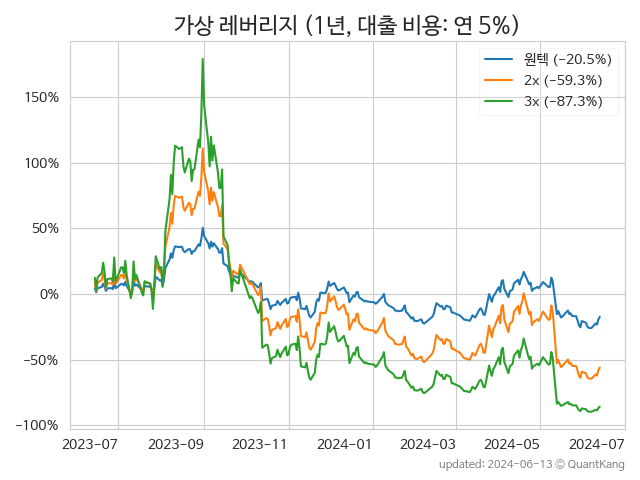 가상 레버리지 (1년, 대출 비용: 연 5%)
원텍 (−20.5%)
2x (−59.3%)
3x (−87.3%)
150%
100%
50%
0%
−50%
−100%
2023-07 2023-09 2023-11 2024-01 2024-03 2024-05 2024-07
updated: 2024-06-13 © QuantKang